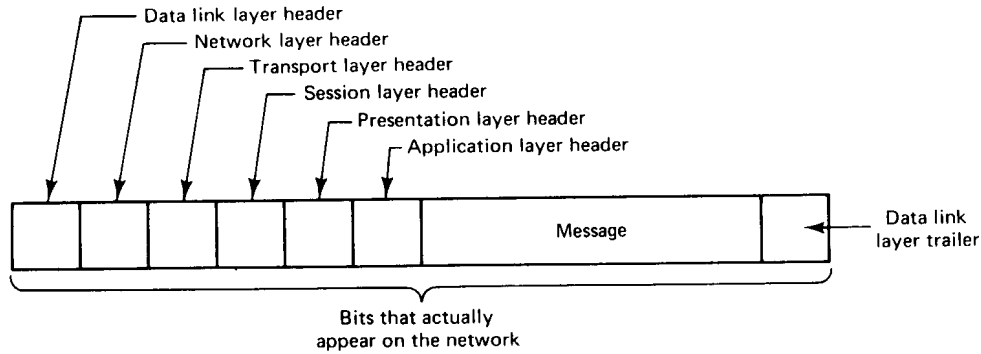 Data link layer header
Network layer header
Transport layer header
Session layer header
Presentation layer header
Application layer header
Message
Data link
layer trailer
Bits that actually
appear on the network